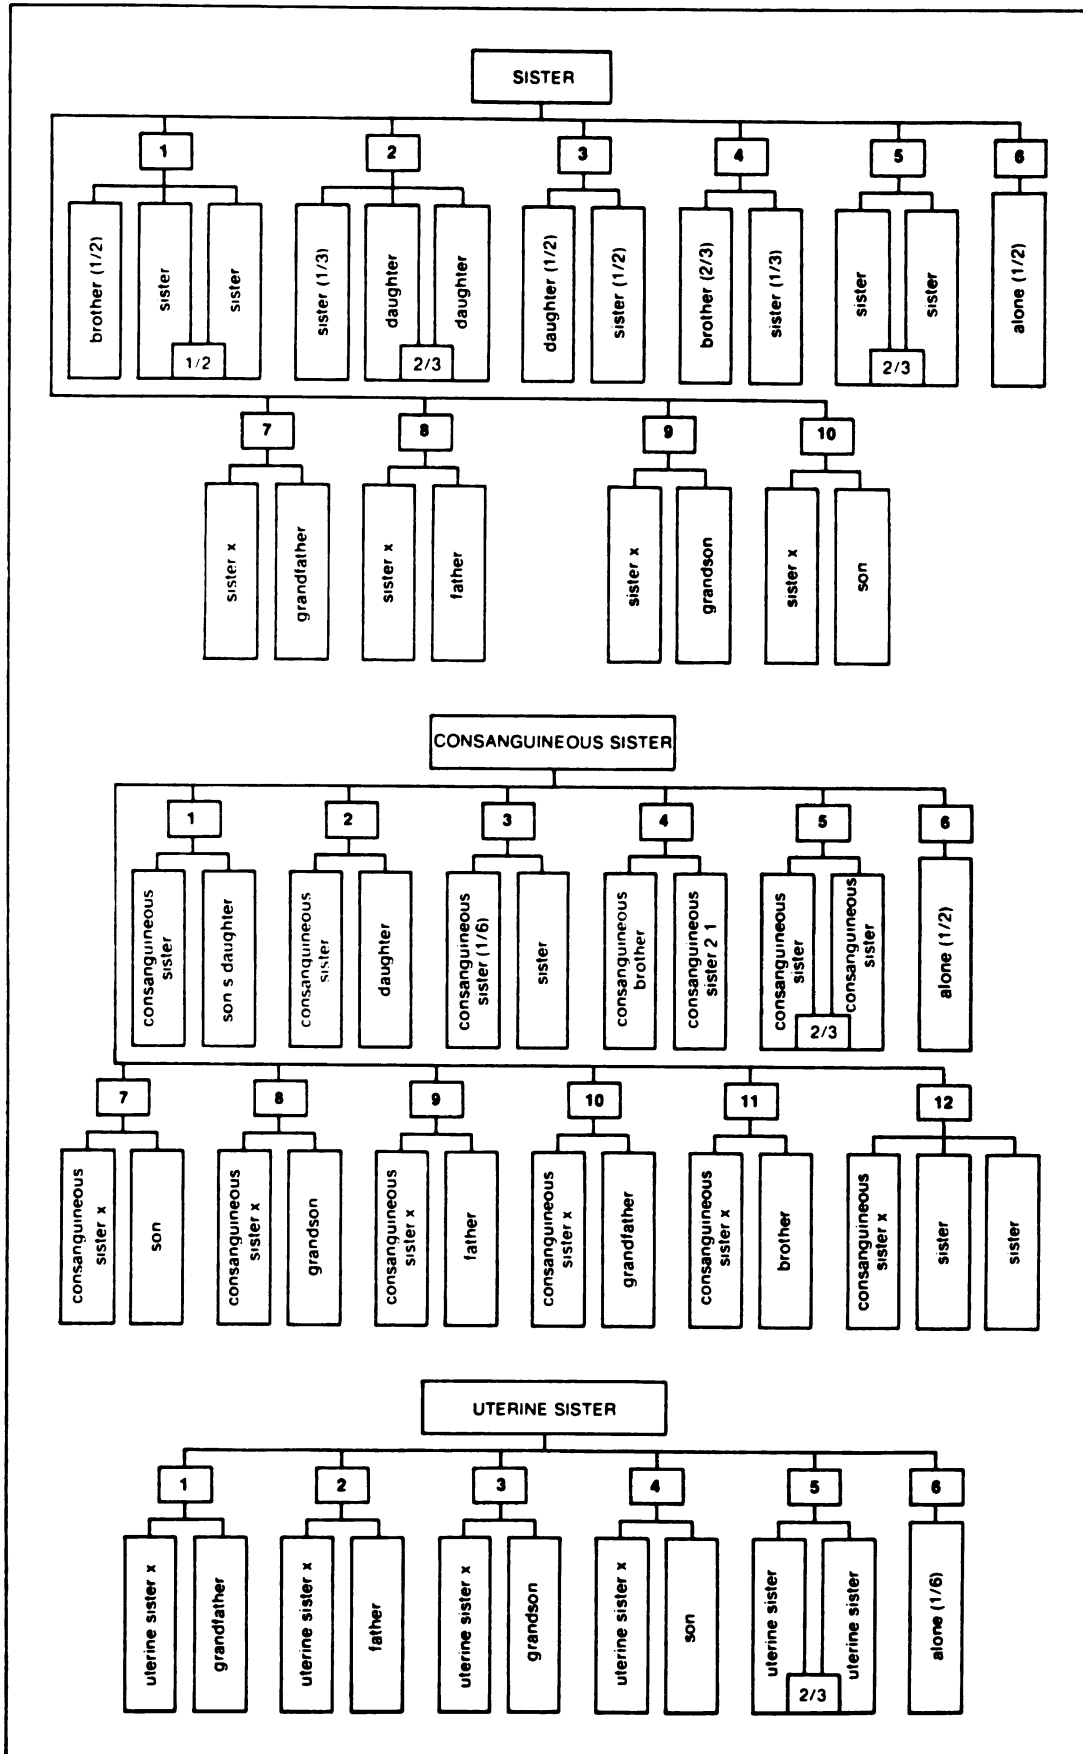 SISTER
1
2
3
4
5
6
brother (1/2)
sister
sister
1/2
sister (1/3)
daughter
daughter
2/3
daughter (1/2)
sister (1/2)
brother (2/3)
sister (1/3)
sister
sister
2/3
alone (1/2)
7
8
9
10
sister x
grandfather
sister x
father
sister x
grandson
sister x
son
CONSANGUINEOUS SISTER
1
2
3
4
5
6
consanguineous
sister
son s daughter
consanguineous
sister
daughter
consanguineous
sister (1/6)
sister
consanguineous
brother
consanguineous
sister 2 1
consanguineous
sister
consanguineous
sister
2/3
alone (1/2)
7
8
9
10
11
12
consanguineous
sister x
son
consanguineous
sister x
grandson
consanguineous
sister x
father
consanguineous
sister x
grandfather
consanguineous
sister x
brother
consanguineous
sister x
sister
sister
UTERINE SISTER
1
2
3
4
5
6
uterine sister x
grandfather
uterine sister x
father
uterine sister x
grandson
uterine sister x
son
uterine sister
uterine sister
2/3
alone (1/6)